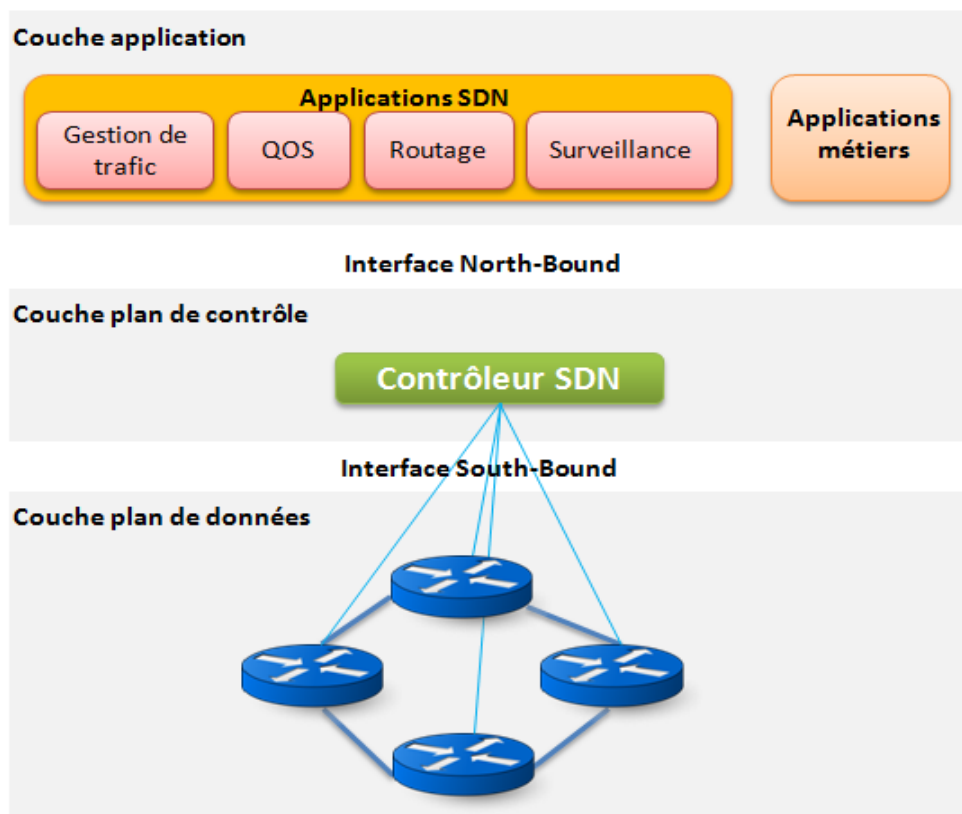 Couche application
Applications SDN
Gestion de
trafic
QOS
Routage
Surveillance
Applications
métiers
Interface North-Bound
Couche plan de contrôle
Contrôleur SDN
Interface South-Bound
Couche plan de données